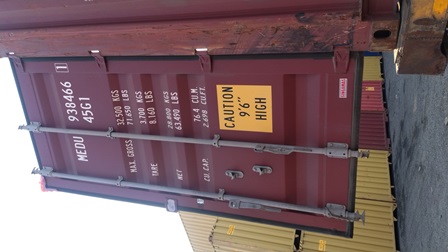 MEDU 938466 1
45G1
MAX. GROSS 32.500 KGS
71.650 LBS
TARE 3.700 KGS
8.160 LBS
NET 28.800 KGS
63.490 LBS
CU. CAP. 76.4 CU.M.
2.698 CU.FT.
CAUTION
9'6"
HIGH